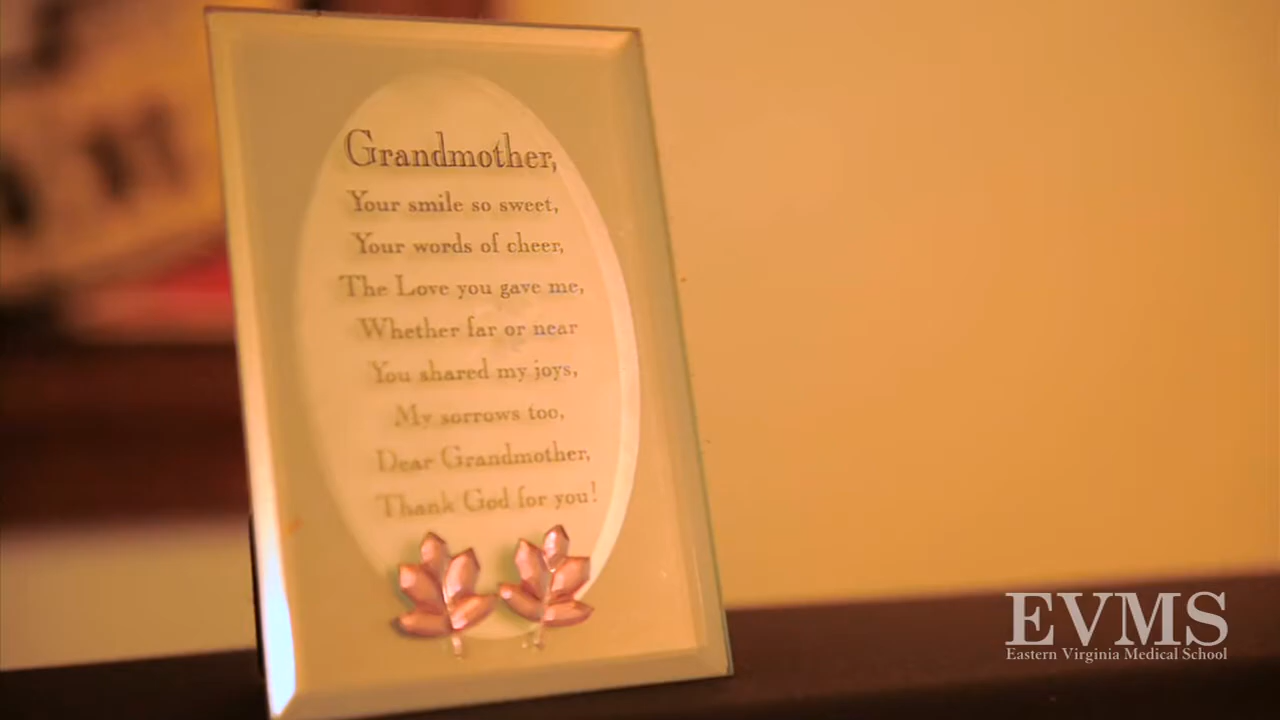 Grandmother,
Your smile so sweet,
Your words of cheer,
The Love you gave me,
Whether far or near
You shared my joys,
My sorrows too,
Dear Grandmother,
Thank God for you!
EVMS
Eastern Virginia Medical School